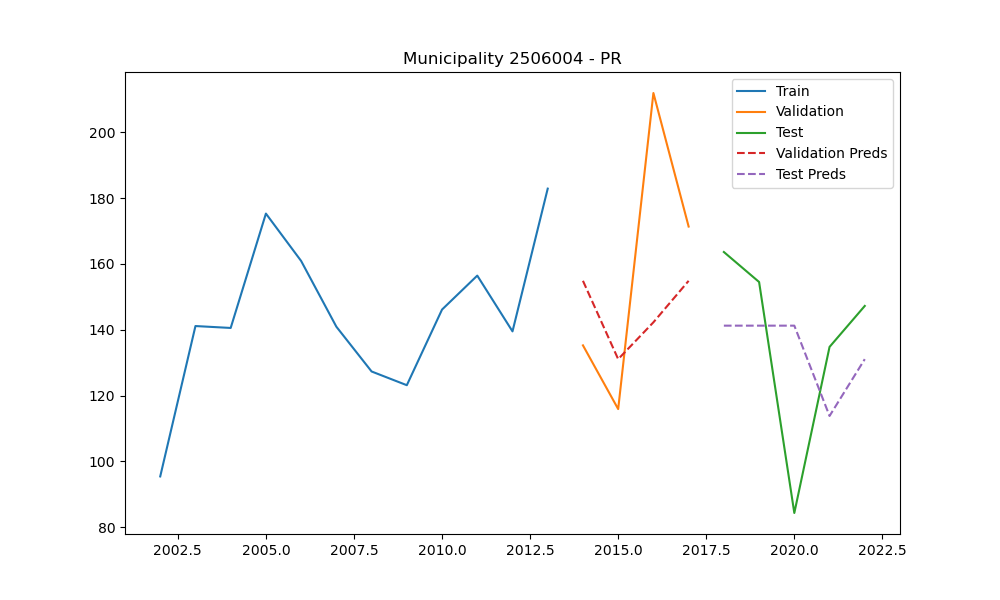 Municipality 2506004 - PR
Train
Validation
Test
Validation Preds
Test Preds
200
180
160
140
120
100
80
2002.5 2005.0 2007.5 2010.0 2012.5 2015.0 2017.5 2020.0 2022.5